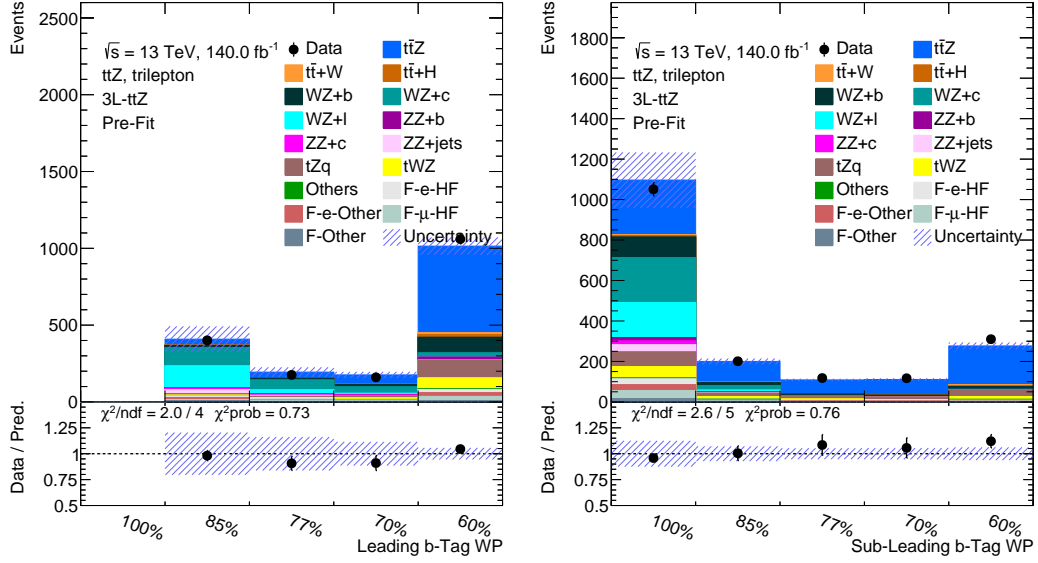 Events
2500
2000
1500
1000
500
0
√s = 13 TeV, 140.0 fb⁻¹
ttZ, trilepton
3L-ttZ
Pre-Fit
Data
tt̄Z
tt̄+W
tt̄+H
WZ+b
WZ+c
WZ+l
ZZ+b
ZZ+c
ZZ+jets
tZq
tWZ
Others
F-e-HF
F-e-Other
F-μ-HF
F-Other
Uncertainty
χ²/ndf = 2.0 / 4 χ²prob = 0.73
Data / Pred.
1.25
1
0.75
0.5
100%
85%
77%
70%
60%
Leading b-Tag WP
Events
1800
1600
1400
1200
1000
800
600
400
200
0
√s = 13 TeV, 140.0 fb⁻¹
ttZ, trilepton
3L-ttZ
Pre-Fit
Data
tt̄Z
tt̄+W
tt̄+H
WZ+b
WZ+c
WZ+l
ZZ+b
ZZ+c
ZZ+jets
tZq
tWZ
Others
F-e-HF
F-e-Other
F-μ-HF
F-Other
Uncertainty
χ²/ndf = 2.6 / 5 χ²prob = 0.76
Data / Pred.
1.25
1
0.75
0.5
100%
85%
77%
70%
60%
Sub-Leading b-Tag WP